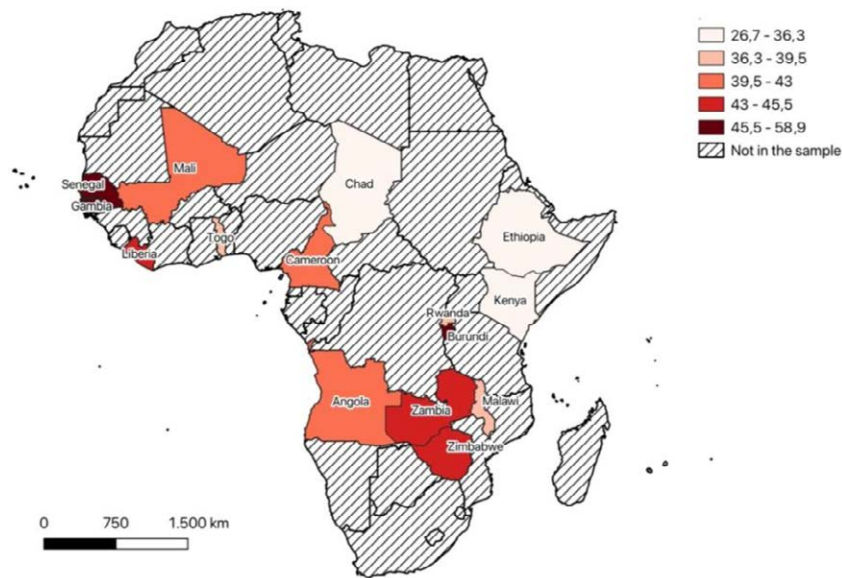 26,7 - 36,3
36,3 - 39,5
39,5 - 43
43 - 45,5
45,5 - 58,9
Not in the sample
Mali
Senegal
Gambia
Chad
Togo
Liberia
Cameroon
Ethiopia
Kenya
Rwanda
Burundi
Angola
Zambia
Malawi
Zimbabwe
0 750 1.500 km